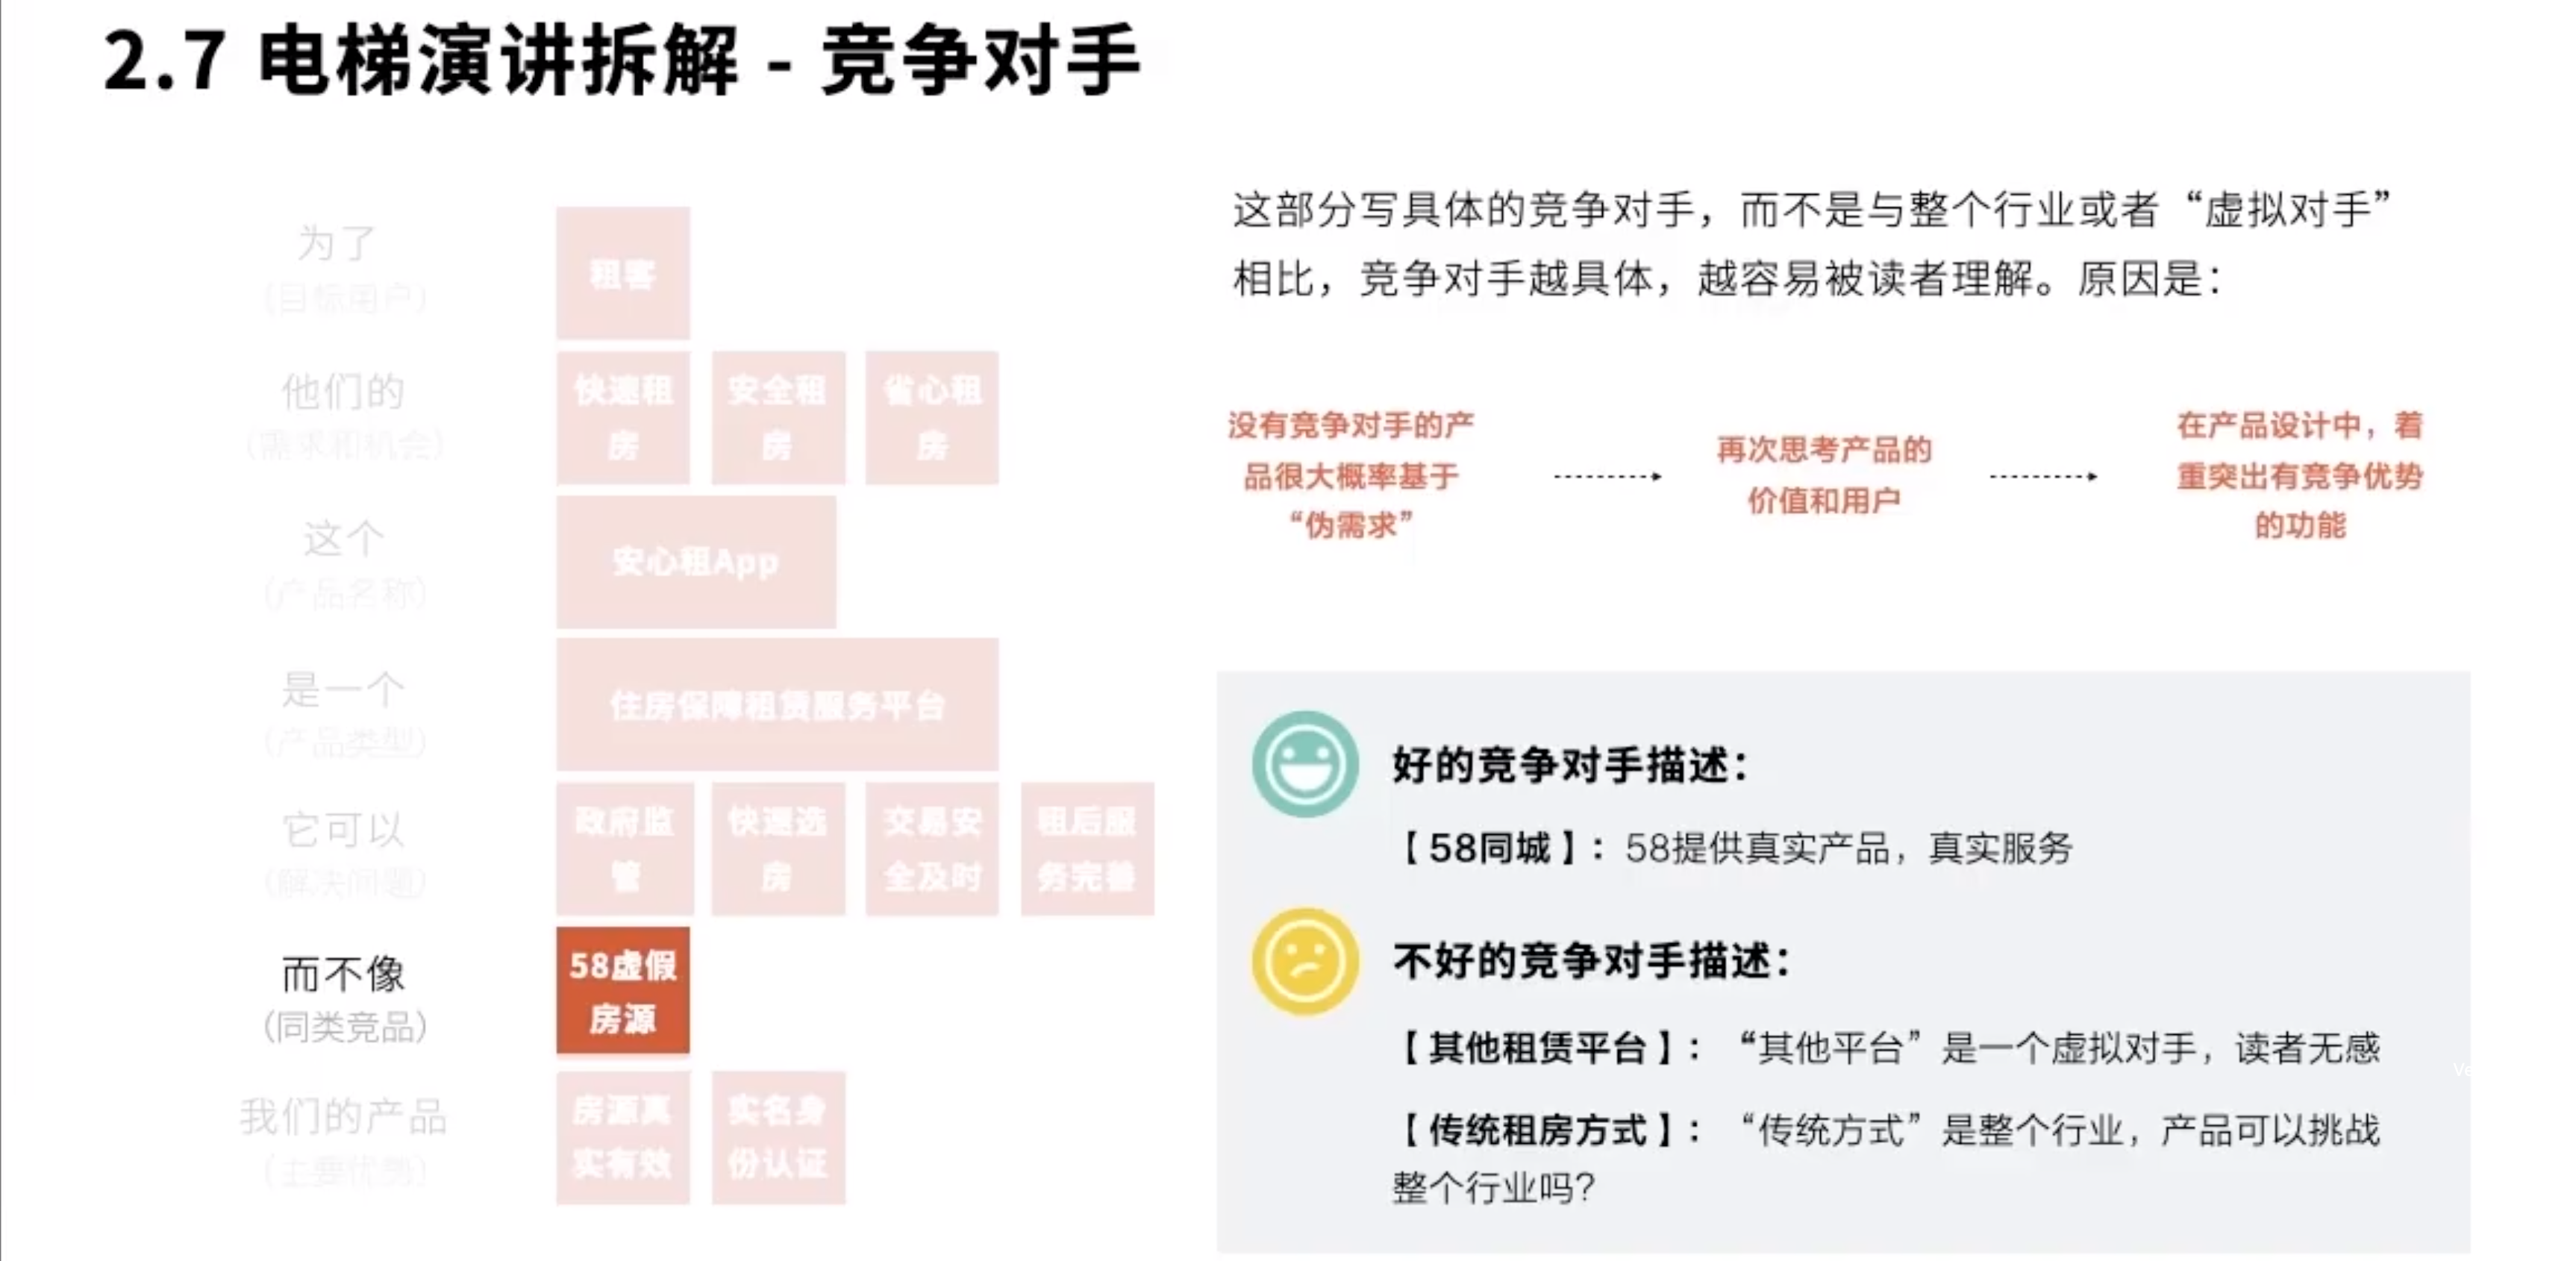 2.7 电梯演讲拆解 - 竞争对手
为了
(目标用户)
租客
他们的
(需求和机会)
快速租
房
安全租
房
省心租
房
这个
(产品名称)
安心租App
是一个
(产品类型)
住房保障租赁服务平台
它可以
(解决问题)
政府监
管
快速选
房
交易安
全及时
租后服
务完善
而不像
(同类竞品)
58虚假
房源
我们的产品
(主要优势)
房源真
实有效
实名身
份认证
这部分写具体的竞争对手，而不是与整个行业或者“虚拟对手”
相比，竞争对手越具体，越容易被读者理解。原因是：
没有竞争对手的产
品很大概率基于
“伪需求”
再次思考产品的
价值和用户
在产品设计中，着
重突出有竞争优势
的功能
好的竞争对手描述：
【58同城】：58提供真实产品，真实服务
不好的竞争对手描述：
【其他租赁平台】：“其他平台”是一个虚拟对手，读者无感
【传统租房方式】：“传统方式”是整个行业，产品可以挑战
整个行业吗？